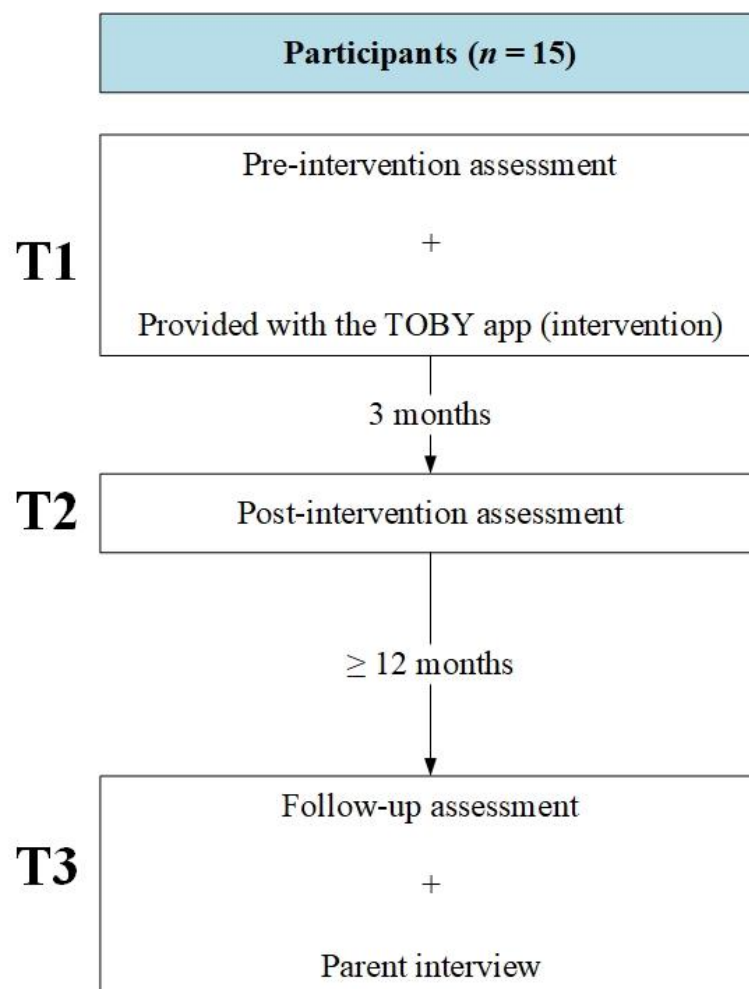 Participants (n = 15)
Pre-intervention assessment
+
T1
Provided with the TOBY app (intervention)
3 months
T2
Post-intervention assessment
≥ 12 months
Follow-up assessment
T3
+
Parent interview